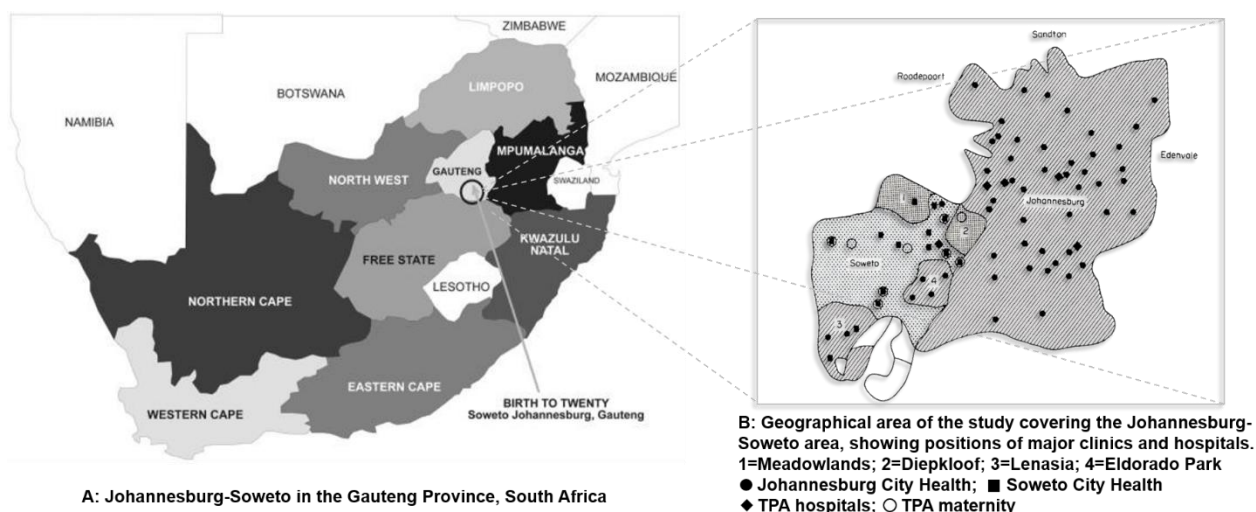 ZIMBABWE
MOZAMBIQUE
BOTSWANA
LIMPOPO
NAMIBIA
MPUMALANGA
GAUTENG
NORTH WEST
SWAZILAND
KWAZULU
NATAL
FREE STATE
LESOTHO
NORTHERN CAPE
EASTERN CAPE
WESTERN CAPE
BIRTH TO TWENTY
Soweto Johannesburg, Gauteng
A: Johannesburg-Soweto in the Gauteng Province, South Africa
Sandton
Roodepoort
Edenvale
1
Johannesburg
2
Soweto
4
3
B: Geographical area of the study covering the Johannesburg-
Soweto area, showing positions of major clinics and hospitals.
1=Meadowlands; 2=Diepkloof; 3=Lenasia; 4=Eldorado Park
● Johannesburg City Health; ■ Soweto City Health
◆ TPA hospitals; ○ TPA maternity